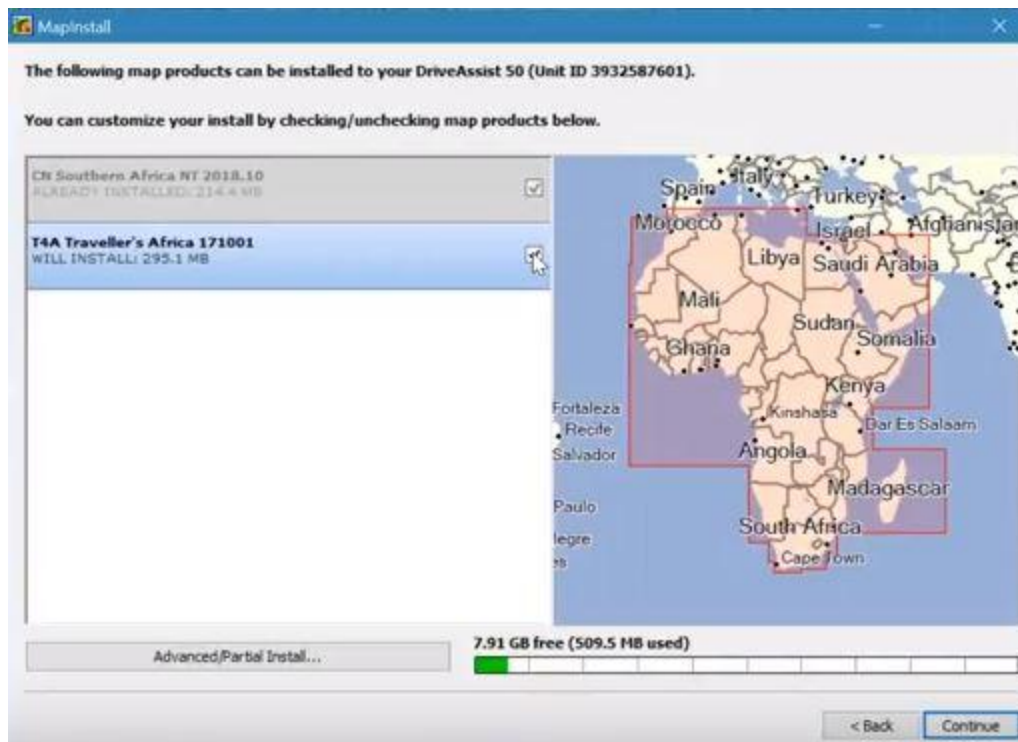 MapInstall
The following map products can be installed to your DriveAssist 50 (Unit ID 3932587601).
You can customize your install by checking/unchecking map products below.
CN Southern Africa NT 2018.10
ALREADY INSTALLED: 214.4 MB
T4A Traveller's Africa 171001
WILL INSTALL: 295.1 MB
Spain
Italy
Turkey
Morocco
Israel
Afghanistan
Libya
Saudi Arabia
Mali
Sudan
Somalia
Ghana
Kenya
Fortaleza
Kinshasa
Recife
Dar Es Salaam
Salvador
Angola
Madagascar
Paulo
South Africa
legre
Cape Town
es
Advanced/Partial Install...
7.91 GB free (509.5 MB used)
< Back
Continue